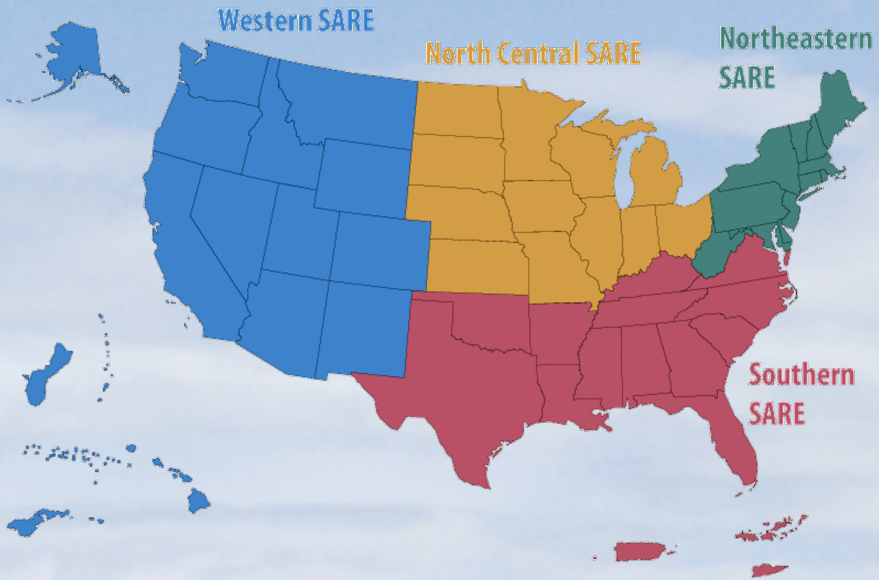 Western SARE
North Central SARE
Northeastern
SARE
Southern
SARE